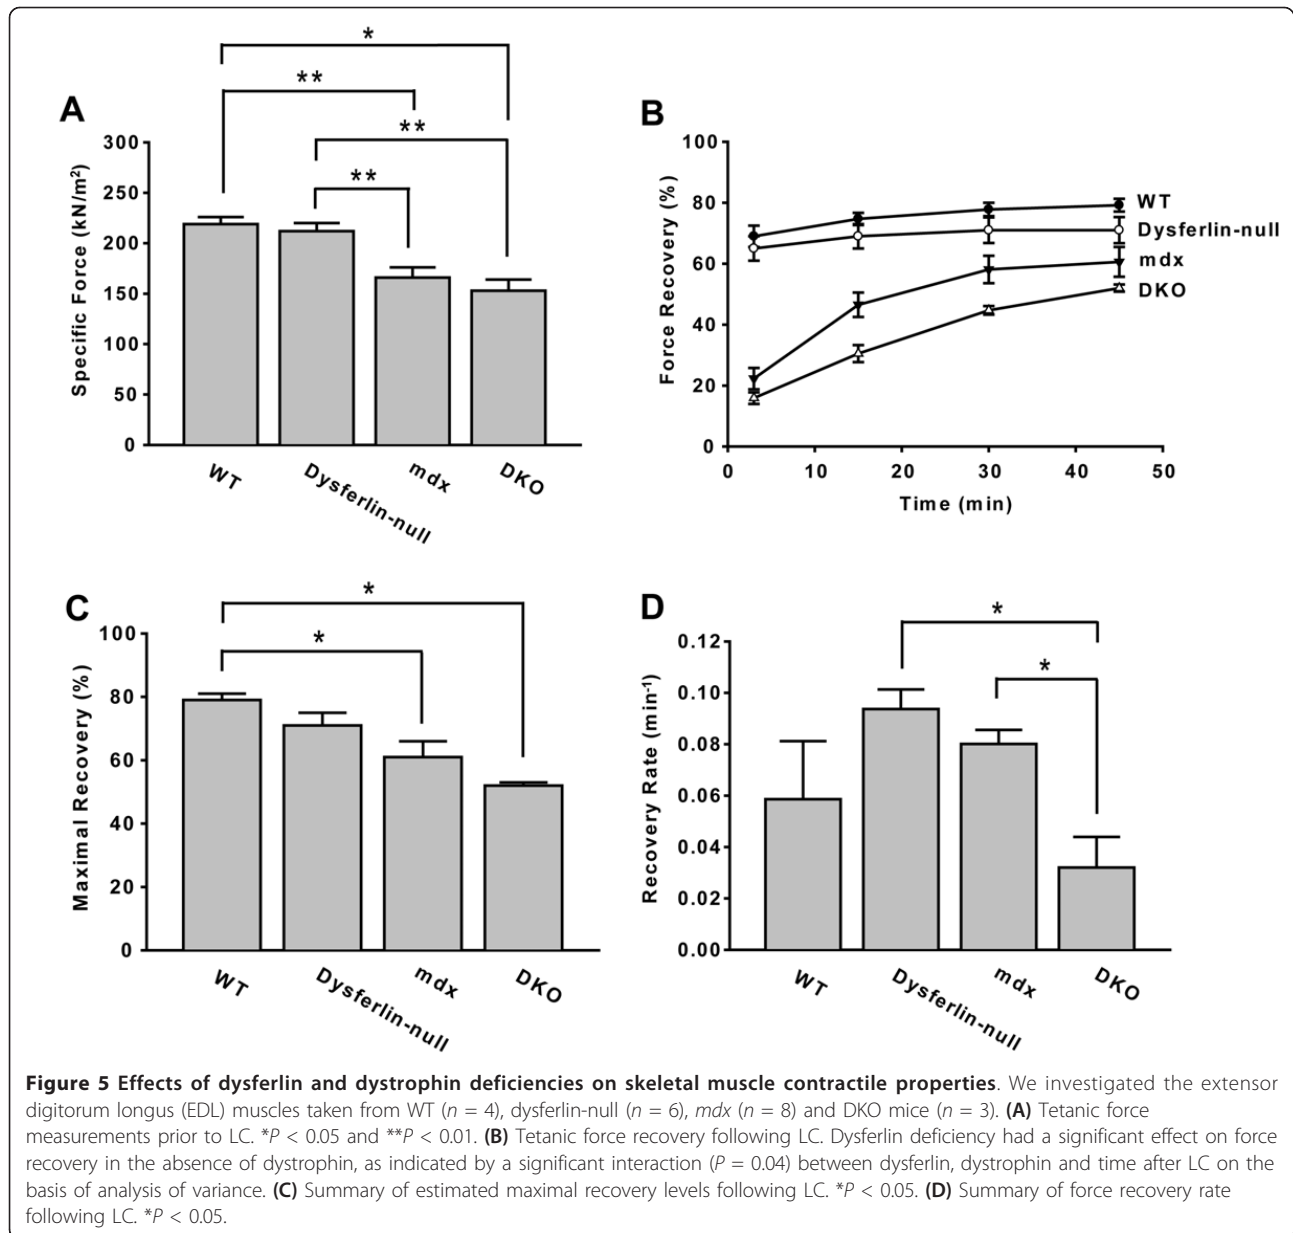 *
**
A
**
**
300
250
200
150
100
50
0
Specific Force (kN/m²)
WT
Dysferlin-null
mdx
DKO
B
100
80
60
40
20
0
Force Recovery (%)
WT
Dysferlin-null
mdx
DKO
0 10 20 30 40 50
Time (min)
C
*
*
100
80
60
40
20
0
Maximal Recovery (%)
WT
Dysferlin-null
mdx
DKO
D
*
*
0.12
0.10
0.08
0.06
0.04
0.02
0.00
Recovery Rate (min⁻¹)
WT
Dysferlin-null
mdx
DKO
Figure 5 Effects of dysferlin and dystrophin deficiencies on skeletal muscle contractile properties. We investigated the extensor
digitorum longus (EDL) muscles taken from WT (n = 4), dysferlin-null (n = 6), mdx (n = 8) and DKO mice (n = 3). (A) Tetanic force
measurements prior to LC. *P < 0.05 and **P < 0.01. (B) Tetanic force recovery following LC. Dysferlin deficiency had a significant effect on force
recovery in the absence of dystrophin, as indicated by a significant interaction (P = 0.04) between dysferlin, dystrophin and time after LC on the
basis of analysis of variance. (C) Summary of estimated maximal recovery levels following LC. *P < 0.05. (D) Summary of force recovery rate
following LC. *P < 0.05.